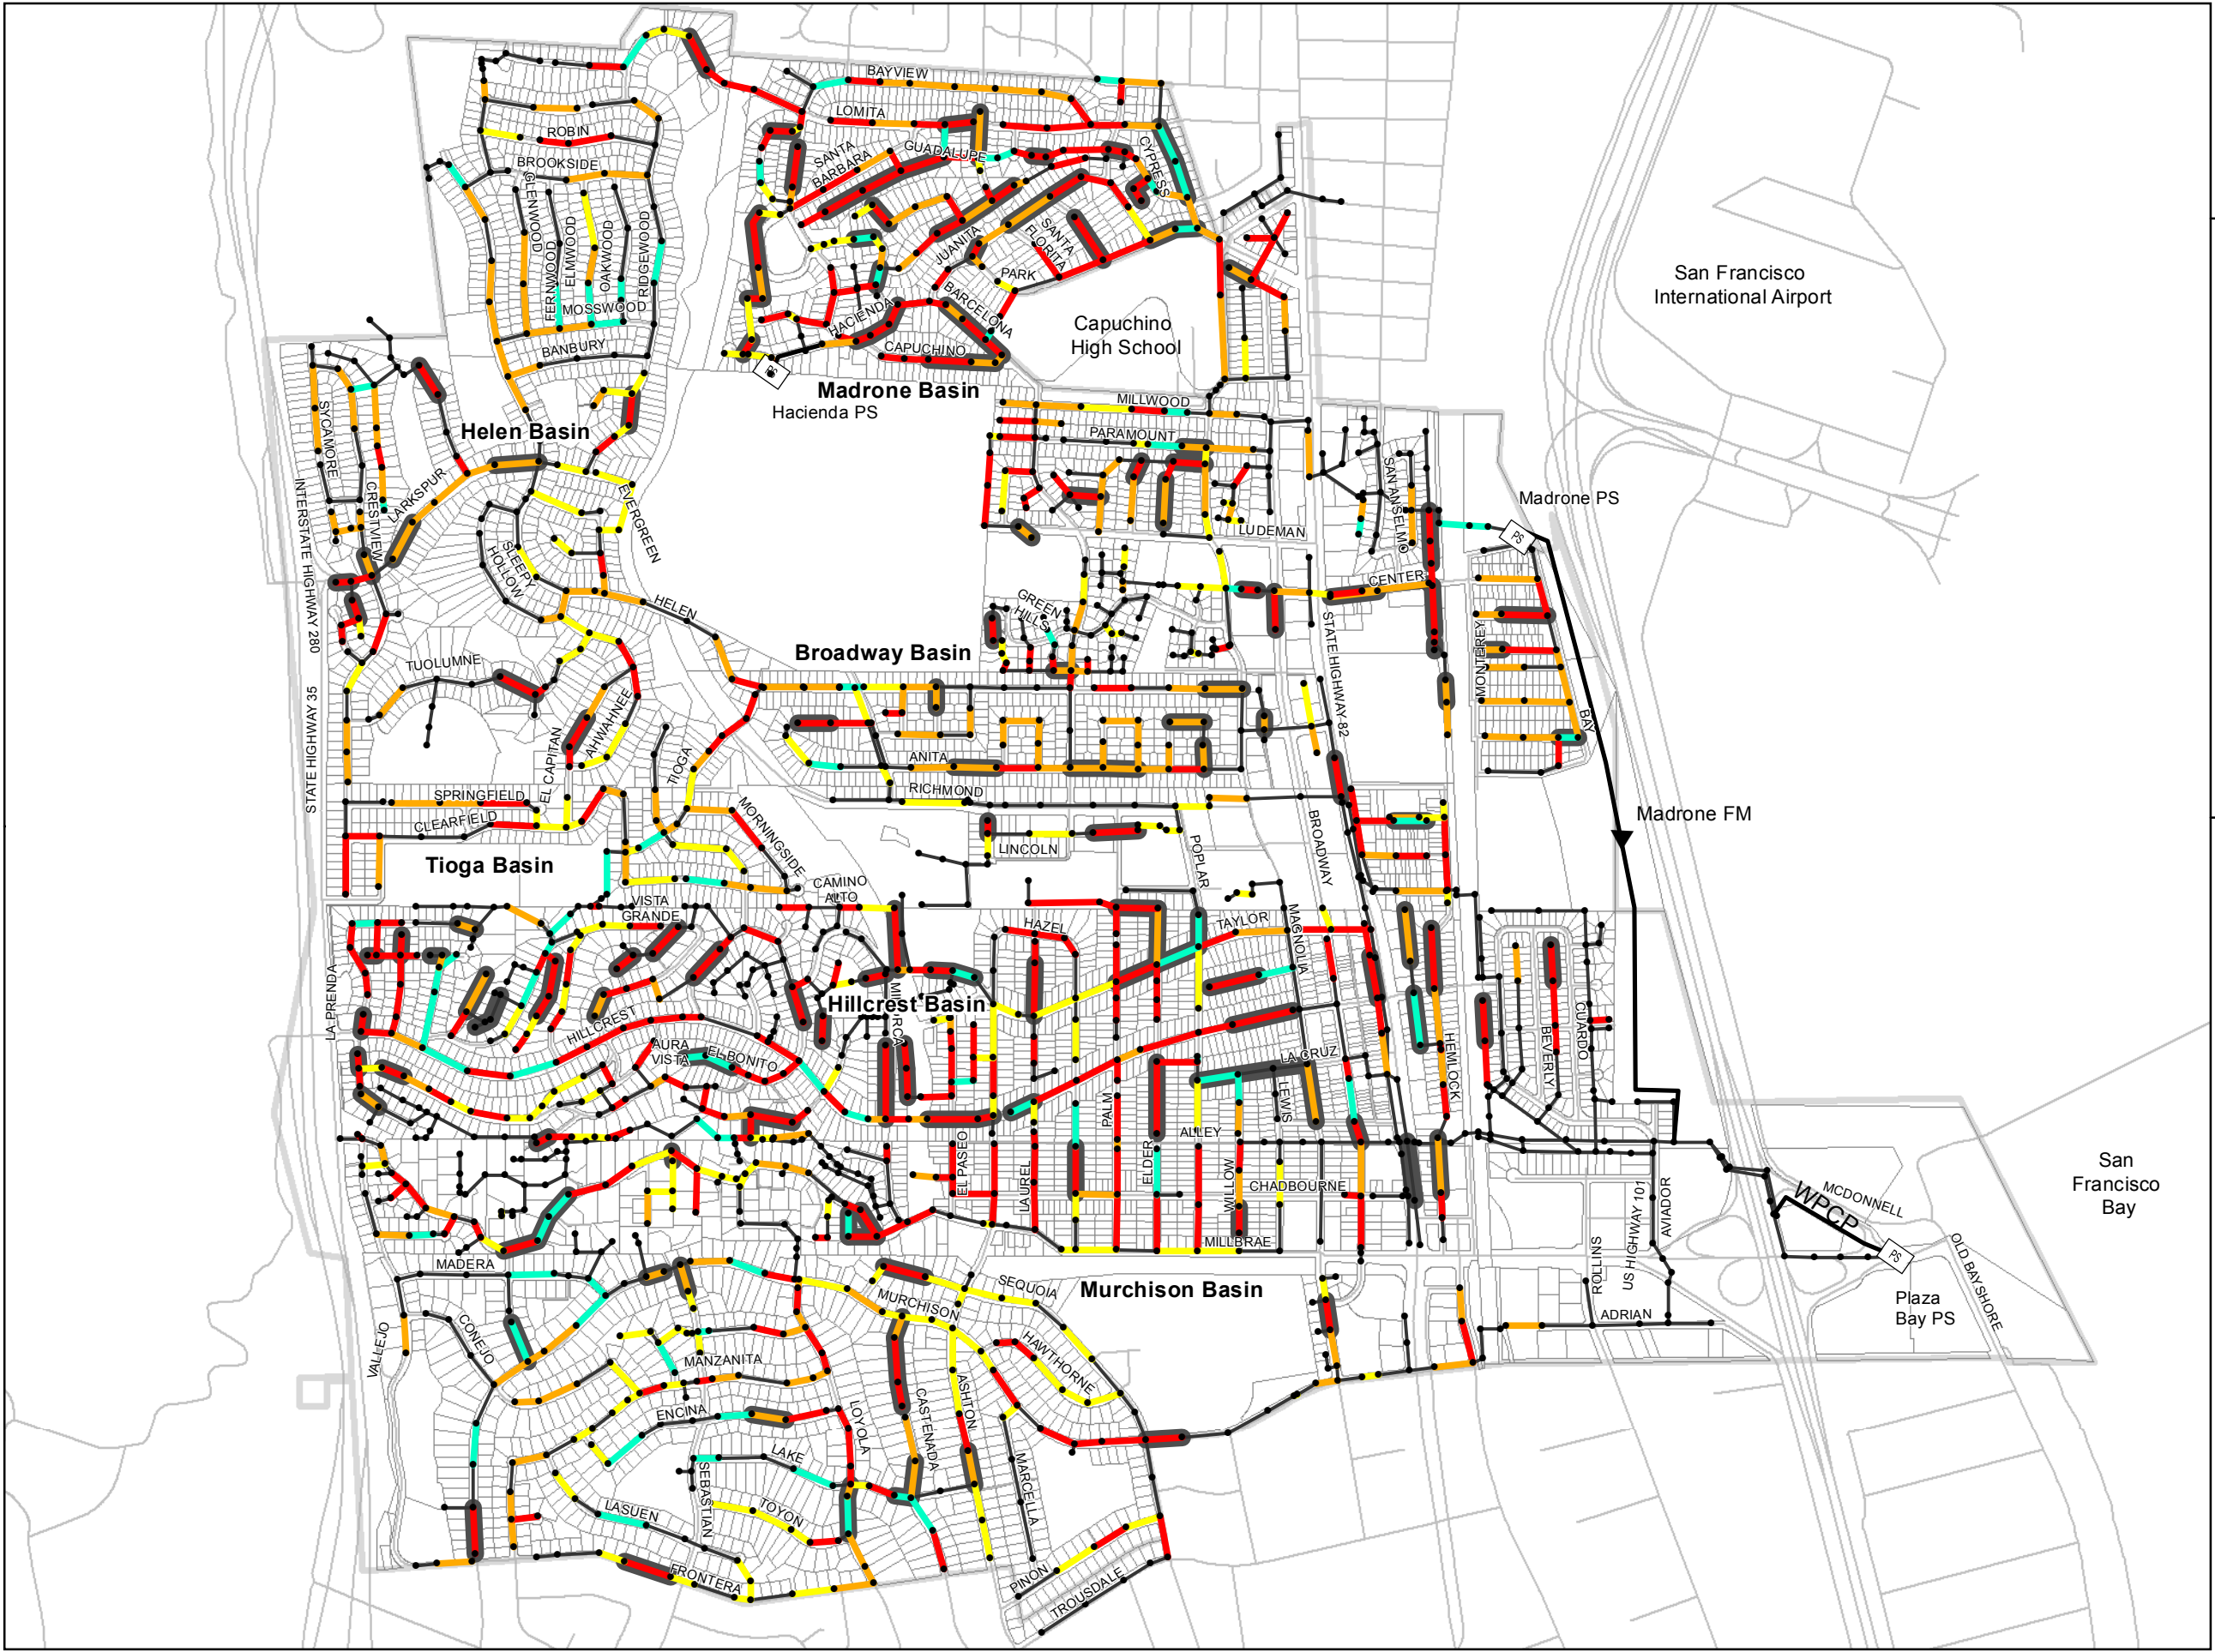 BAYVIEW
LOMITA
ROBIN
SANTA
BARBARA
GUADALUPE
CYPRESS
BROOKSIDE
GLENWOOD
FERNWOOD
ELMWOOD
OAKWOOD
RIDGEWOOD
MOSSWOOD
BANBURY
JUANITA
SANTA
FLORITA
PARK
BARCELONA
HACIENDA
CAPUCHINO
Capuchino
High School
San Francisco
International Airport
Madrone Basin
Hacienda PS
PS
Helen Basin
SYCAMORE
CRESTVIEW
LARKSPUR
INTERSTATE HIGHWAY 280
EVERGREEN
SLEEPY
HOLLOW
HELEN
MILLWOOD
PARAMOUNT
SAN ANSELMO
LUDEMAN
CENTER
Madrone PS
PS
GREEN
HILLS
STATE HIGHWAY 82
MONTEREY
BAY
Broadway Basin
TUOLUMNE
STATE HIGHWAY 35
EL CAPITAN
AHWAHNEE
TIOGA
ANITA
RICHMOND
SPRINGFIELD
CLEARFIELD
MORNINGSIDE
LINCOLN
POPLAR
BROADWAY
Madrone FM
Tioga Basin
CAMINO
ALTO
VISTA
GRANDE
HAZEL
TAYLOR
MAGNOLIA
LA PRENDA
Hillcrest Basin
HILLCREST
AURA
VISTA
EL BONITO
LA CRUZ
LEWIS
HEMLOCK
BEVERLY
CUARDO
PALM
ALLEY
EL PASEO
LAUREL
ELDER
WILLOW
CHADBOURNE
MILLBRAE
AVIADOR
US HIGHWAY 101
ROLLINS
MCDONNELL
WPCP
PS
San
Francisco
Bay
OLD BAYSHORE
Plaza
Bay PS
ADRIAN
MADERA
SEQUOIA
Murchison Basin
MURCHISON
VALLEJO
CONEJO
MANZANITA
HAWTHORNE
ENCINA
LOYOLA
CASTENADA
ASHTON
LAKE
SEBASTIAN
MARCELLA
LASUEN
TOYON
FRONTERA
PINON
TROUSDALE